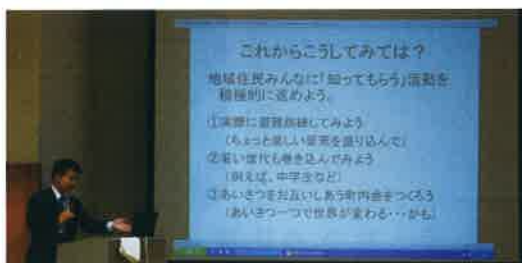 これからこうしてみては？
地域住民みんなに「知ってもらう」活動を
積極的に進めよう。
①実際に避難訓練してみよう
（ちょっと楽しい要素を盛り込んで）
②若い世代も巻き込んでみよう
（例えば、中学生など）
③あいさつをお互いしあう町内会をつくろう
（あいさつ一つで世界が変わる・・・かも）